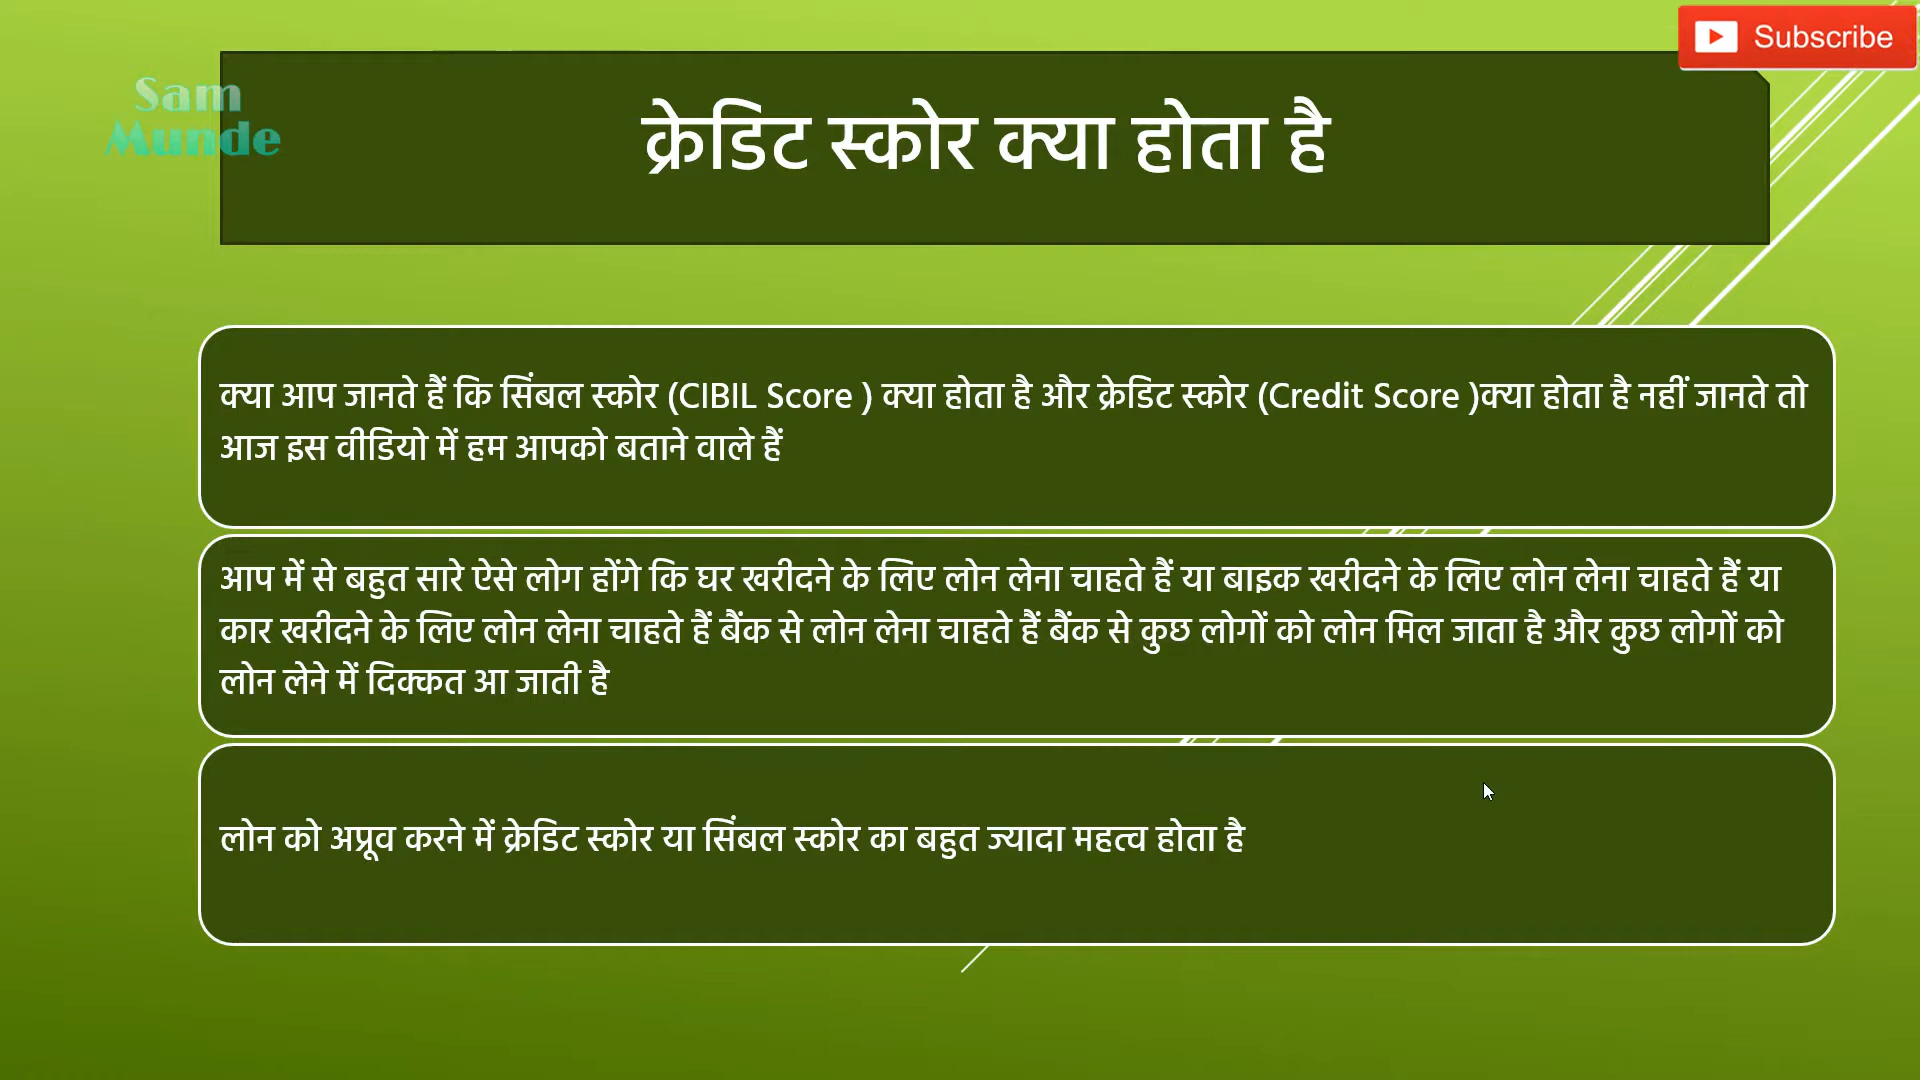 Subscribe
Sam
Munde
क्रेडिट स्कोर क्या होता है
क्या आप जानते हैं कि सिंबल स्कोर (CIBIL Score ) क्या होता है और क्रेडिट स्कोर (Credit Score )क्या होता है नहीं जानते तो
आज इस वीडियो में हम आपको बताने वाले हैं
आप में से बहुत सारे ऐसे लोग होंगे कि घर खरीदने के लिए लोन लेना चाहते हैं या बाइक खरीदने के लिए लोन लेना चाहते हैं या
कार खरीदने के लिए लोन लेना चाहते हैं बैंक से लोन लेना चाहते हैं बैंक से कुछ लोगों को लोन मिल जाता है और कुछ लोगों को
लोन लेने में दिक्कत आ जाती है
लोन को अप्रूव करने में क्रेडिट स्कोर या सिंबल स्कोर का बहुत ज्यादा महत्व होता है